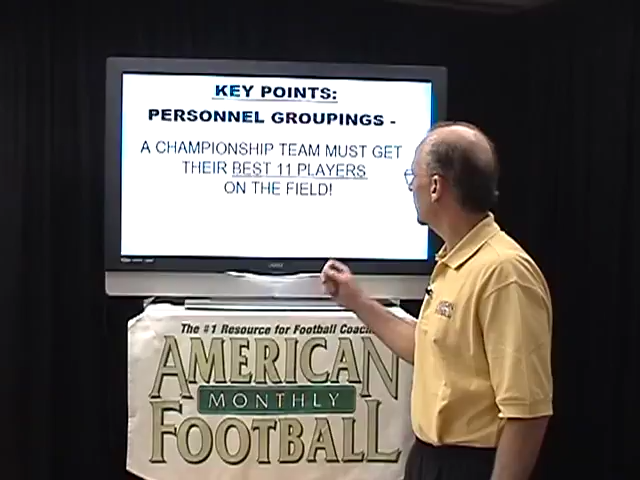 KEY POINTS:
PERSONNEL GROUPINGS -
A CHAMPIONSHIP TEAM MUST GET
THEIR BEST 11 PLAYERS
ON THE FIELD!
The #1 Resource for Football
AMERICAN
MONTHLY
FOOTBALL